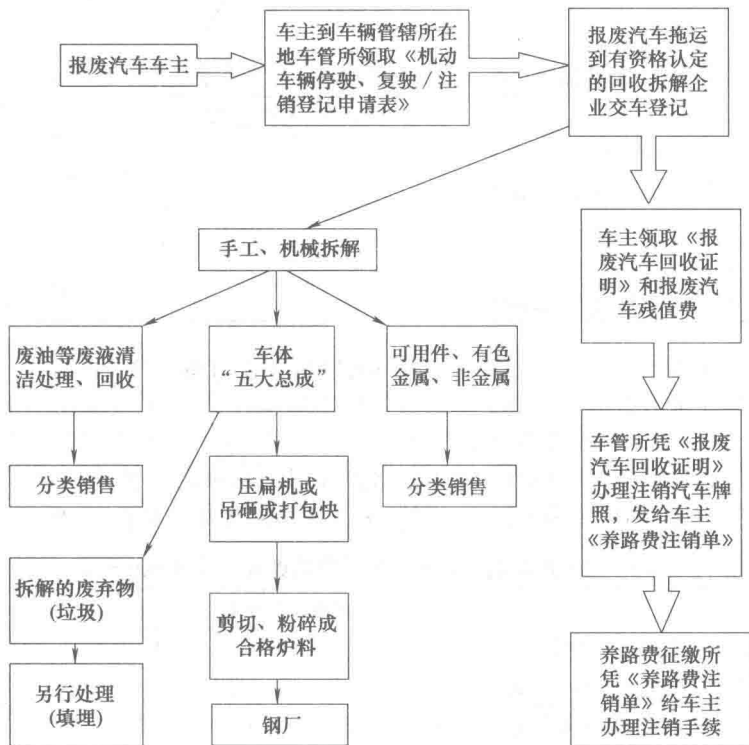 报废汽车车主
车主到车辆管辖所在
地车管所领取《机动
车辆停驶、复驶/注
销登记申请表》
报废汽车拖运
到有资格认定
的回收拆解企
业交车登记
手工、机械拆解
车主领取《报
废汽车回收证
明》和报废汽
车残值费
废油等废液清
洁处理、回收
车体
“五大总成”
可用件、有色
金属、非金属
分类销售
压扁机或
吊砸成打包快
分类销售
车管所凭《报废
汽车回收证明》
办理注销汽车牌
照，发给车主
《养路费注销单》
拆解的废弃物
(垃圾)
剪切、粉碎成
合格炉料
另行处理
(填埋)
钢厂
养路费征缴所
凭《养路费注
销单》给车主
办理注销手续